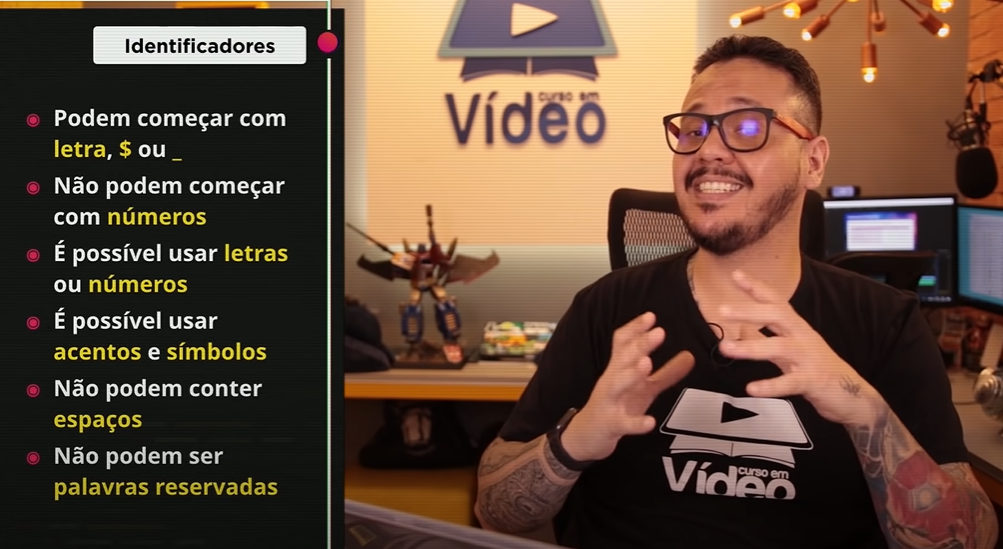 Identificadores
Podem começar com
letra, $ ou _
Não podem começar
com números
É possível usar letras
ou números
É possível usar
acentos e símbolos
Não podem conter
espaços
Não podem ser
palavras reservadas
curso em
Vídeo
curso em
Vídeo